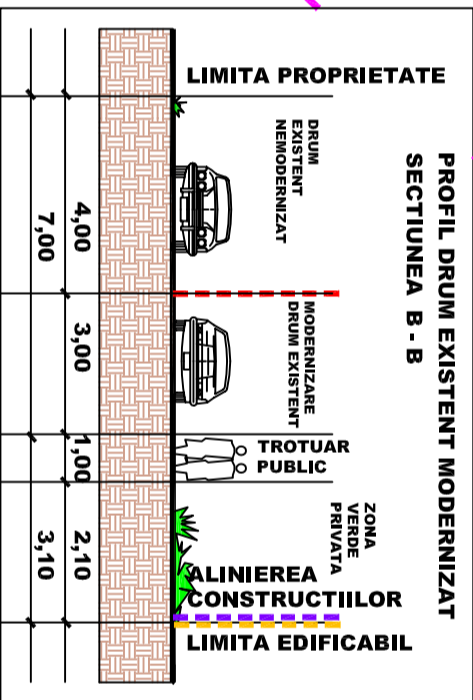 PROFIL DRUM EXISTENT MODERNIZAT
SECTIUNEA B - B
LIMITA PROPRIETATE
DRUM
EXISTENT
NEMODERNIZAT
MODERNIZARE
DRUM EXISTENT
TROTUAR
PUBLIC
ZONA
VERDE
PRIVATA
ALINIEREA
CONSTRUCTIILOR
LIMITA EDIFICABIL
4,00 3,00 1,00 2,10
7,00 3,10